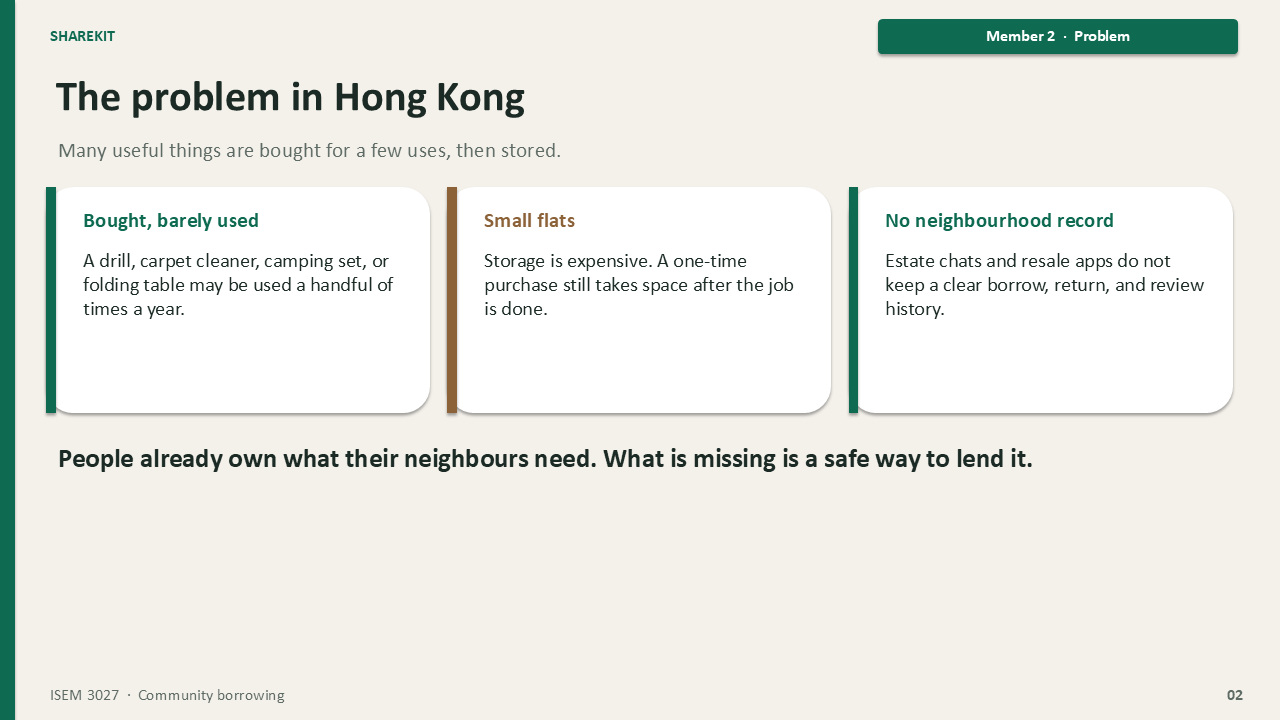 SHAREKIT
Member 2 · Problem
The problem in Hong Kong
Many useful things are bought for a few uses, then stored.
Bought, barely used
A drill, carpet cleaner, camping set, or
folding table may be used a handful of
times a year.
Small flats
Storage is expensive. A one-time
purchase still takes space after the job
is done.
No neighbourhood record
Estate chats and resale apps do not
keep a clear borrow, return, and review
history.
People already own what their neighbours need. What is missing is a safe way to lend it.
ISEM 3027 · Community borrowing
02